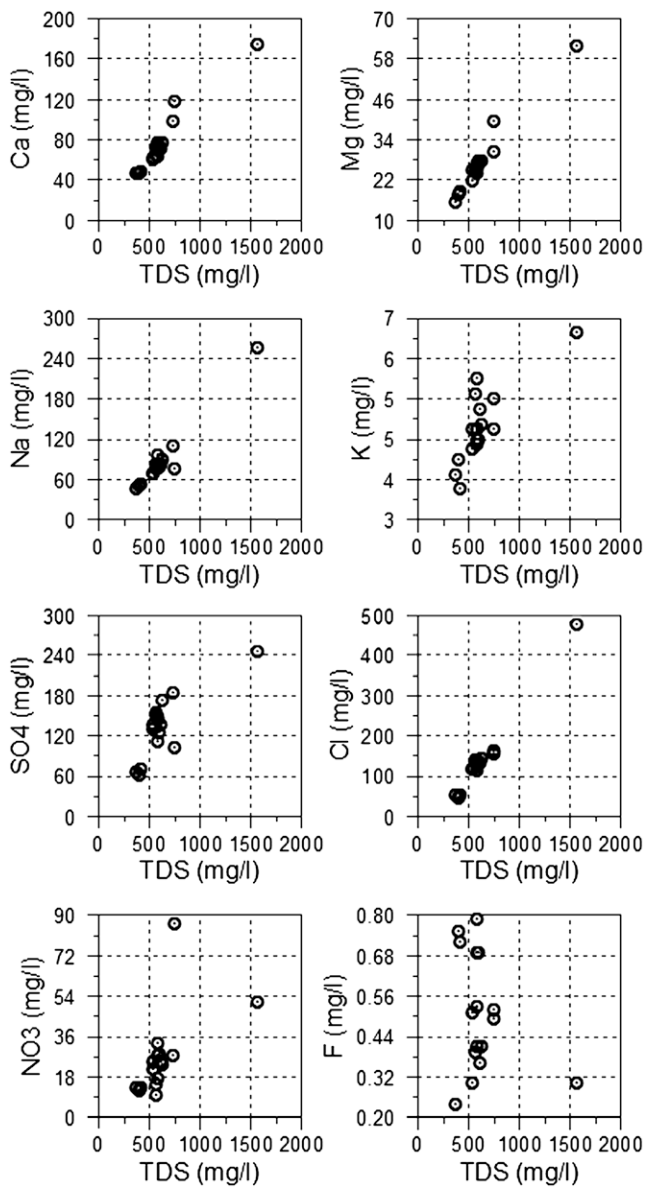 200
160
120
80
40
0
Ca (mg/l)
0 500 1000 1500 2000
TDS (mg/l)
70
58
46
34
22
10
Mg (mg/l)
0 500 1000 1500 2000
TDS (mg/l)
300
240
180
120
60
0
Na (mg/l)
0 500 1000 1500 2000
TDS (mg/l)
7
6
5
5
4
3
K (mg/l)
0 500 1000 1500 2000
TDS (mg/l)
300
240
180
120
60
0
SO4 (mg/l)
0 500 1000 1500 2000
TDS (mg/l)
500
400
300
200
100
0
Cl (mg/l)
0 500 1000 1500 2000
TDS (mg/l)
90
72
54
36
18
0
NO3 (mg/l)
0 500 1000 1500 2000
TDS (mg/l)
0.80
0.68
0.56
0.44
0.32
0.20
F (mg/l)
0 500 1000 1500 2000
TDS (mg/l)